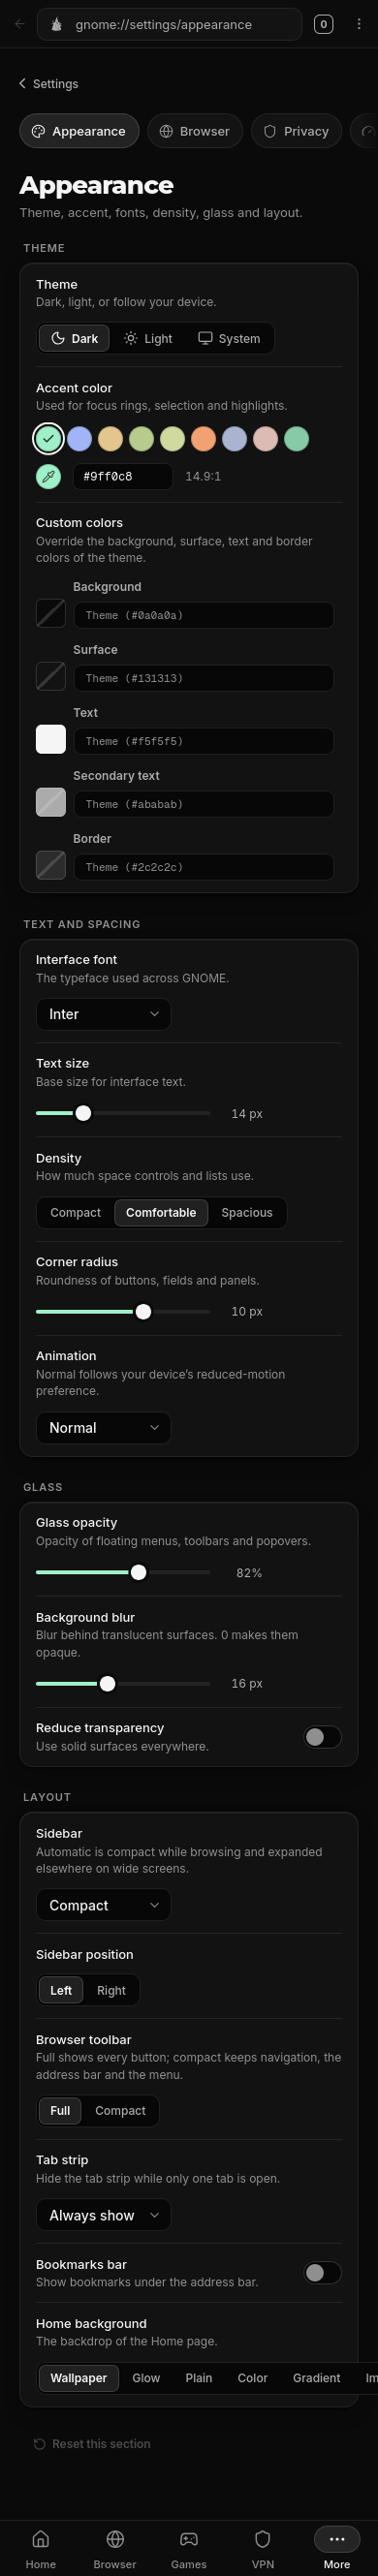 gnome://settings/appearance
0
Settings
Appearance
Browser
Privacy
Appearance
Theme, accent, fonts, density, glass and layout.
THEME
Theme
Dark, light, or follow your device.
Dark
Light
System
Accent color
Used for focus rings, selection and highlights.
#9ff0c8
14.9:1
Custom colors
Override the background, surface, text and border
colors of the theme.
Background
Theme (#0a0a0a)
Surface
Theme (#131313)
Text
Theme (#f5f5f5)
Secondary text
Theme (#ababab)
Border
Theme (#2c2c2c)
TEXT AND SPACING
Interface font
The typeface used across GNOME.
Inter
Text size
Base size for interface text.
14 px
Density
How much space controls and lists use.
Compact
Comfortable
Spacious
Corner radius
Roundness of buttons, fields and panels.
10 px
Animation
Normal follows your device’s reduced-motion
preference.
Normal
GLASS
Glass opacity
Opacity of floating menus, toolbars and popovers.
82%
Background blur
Blur behind translucent surfaces. 0 makes them
opaque.
16 px
Reduce transparency
Use solid surfaces everywhere.
LAYOUT
Sidebar
Automatic is compact while browsing and expanded
elsewhere on wide screens.
Compact
Sidebar position
Left
Right
Browser toolbar
Full shows every button; compact keeps navigation, the
address bar and the menu.
Full
Compact
Tab strip
Hide the tab strip while only one tab is open.
Always show
Bookmarks bar
Show bookmarks under the address bar.
Home background
The backdrop of the Home page.
Wallpaper
Glow
Plain
Color
Gradient
Im
Reset this section
Home
Browser
Games
VPN
More